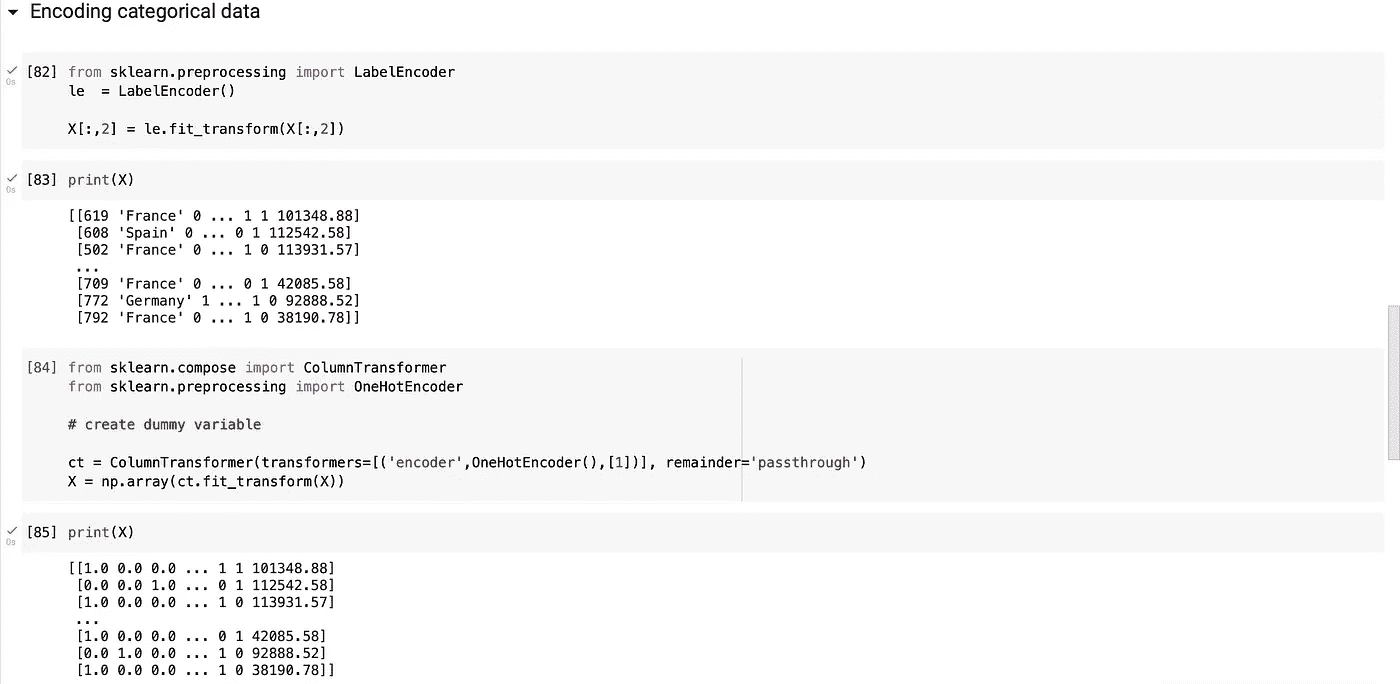 Encoding categorical data
[82] from sklearn.preprocessing import LabelEncoder
0s
le  = LabelEncoder()
X[:,2] = le.fit_transform(X[:,2])
[83] print(X)
0s
[[619 'France' 0 ... 1 1 101348.88]
[608 'Spain' 0 ... 0 1 112542.58]
[502 'France' 0 ... 1 0 113931.57]
...
[709 'France' 0 ... 0 1 42085.58]
[772 'Germany' 1 ... 1 0 92888.52]
[792 'France' 0 ... 1 0 38190.78]]
[84] from sklearn.compose import ColumnTransformer
from sklearn.preprocessing import OneHotEncoder
# create dummy variable
ct = ColumnTransformer(transformers=[('encoder',OneHotEncoder(),[1])], remainder='passthrough')
X = np.array(ct.fit_transform(X))
[85] print(X)
0s
[[1.0 0.0 0.0 ... 1 1 101348.88]
[0.0 0.0 1.0 ... 0 1 112542.58]
[1.0 0.0 0.0 ... 1 0 113931.57]
...
[1.0 0.0 0.0 ... 0 1 42085.58]
[0.0 1.0 0.0 ... 1 0 92888.52]
[1.0 0.0 0.0 ... 1 0 38190.78]]